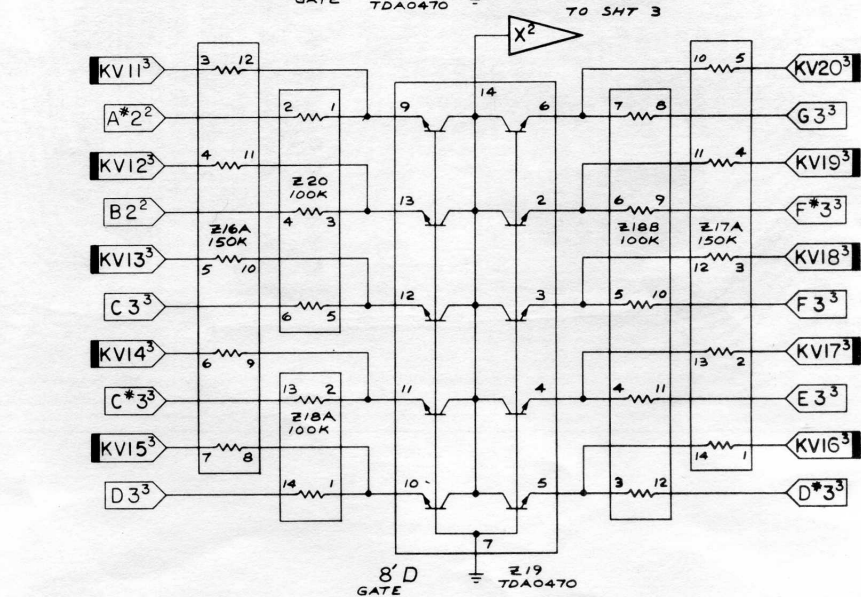 GATE TDA0470
TO SHT 3
X²
KV11³ 3 12 10 5 KV20³
14
A*2² 2 1 9 6 7 8 G3³
KV12³ 4 11 11 4 KV19³
Z20
100K
B2² 4 3 13 2 6 9 F*3³
Z16A
150K
Z18B
100K
Z17A
150K
KV13³ 5 10 12 3 KV18³
C3³ 6 5 12 3 5 10 F3³
KV14³ 6 9 13 2 KV17³
C*3³ 13 2 11 4 4 11 E3³
Z18A
100K
KV15³ 7 8 14 1 KV16³
D3³ 14 1 10 5 3 12 D*3³
7
8' D
GATE
Z19
TDA0470